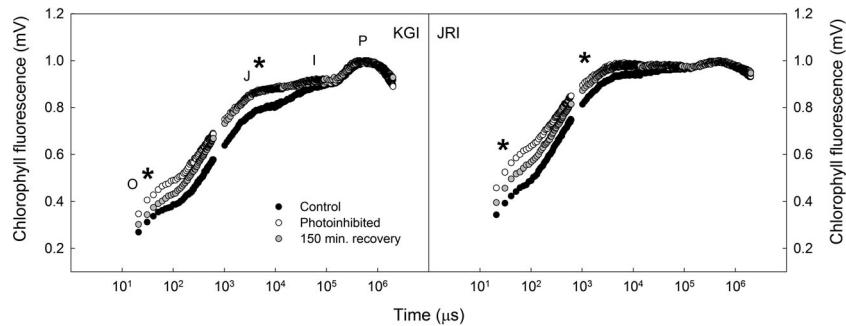 1.2
1.0
0.8
0.6
0.4
0.2
Chlorophyll fluorescence (mV)
KGI
O
*
J
*
I
P
Control
Photoinhibited
150 min. recovery
10¹ 10² 10³ 10⁴ 10⁵ 10⁶
JRI
*
*
10¹ 10² 10³ 10⁴ 10⁵ 10⁶
1.2
1.0
0.8
0.6
0.4
0.2
Chlorophyll fluorescence (mV)
Time (μs)